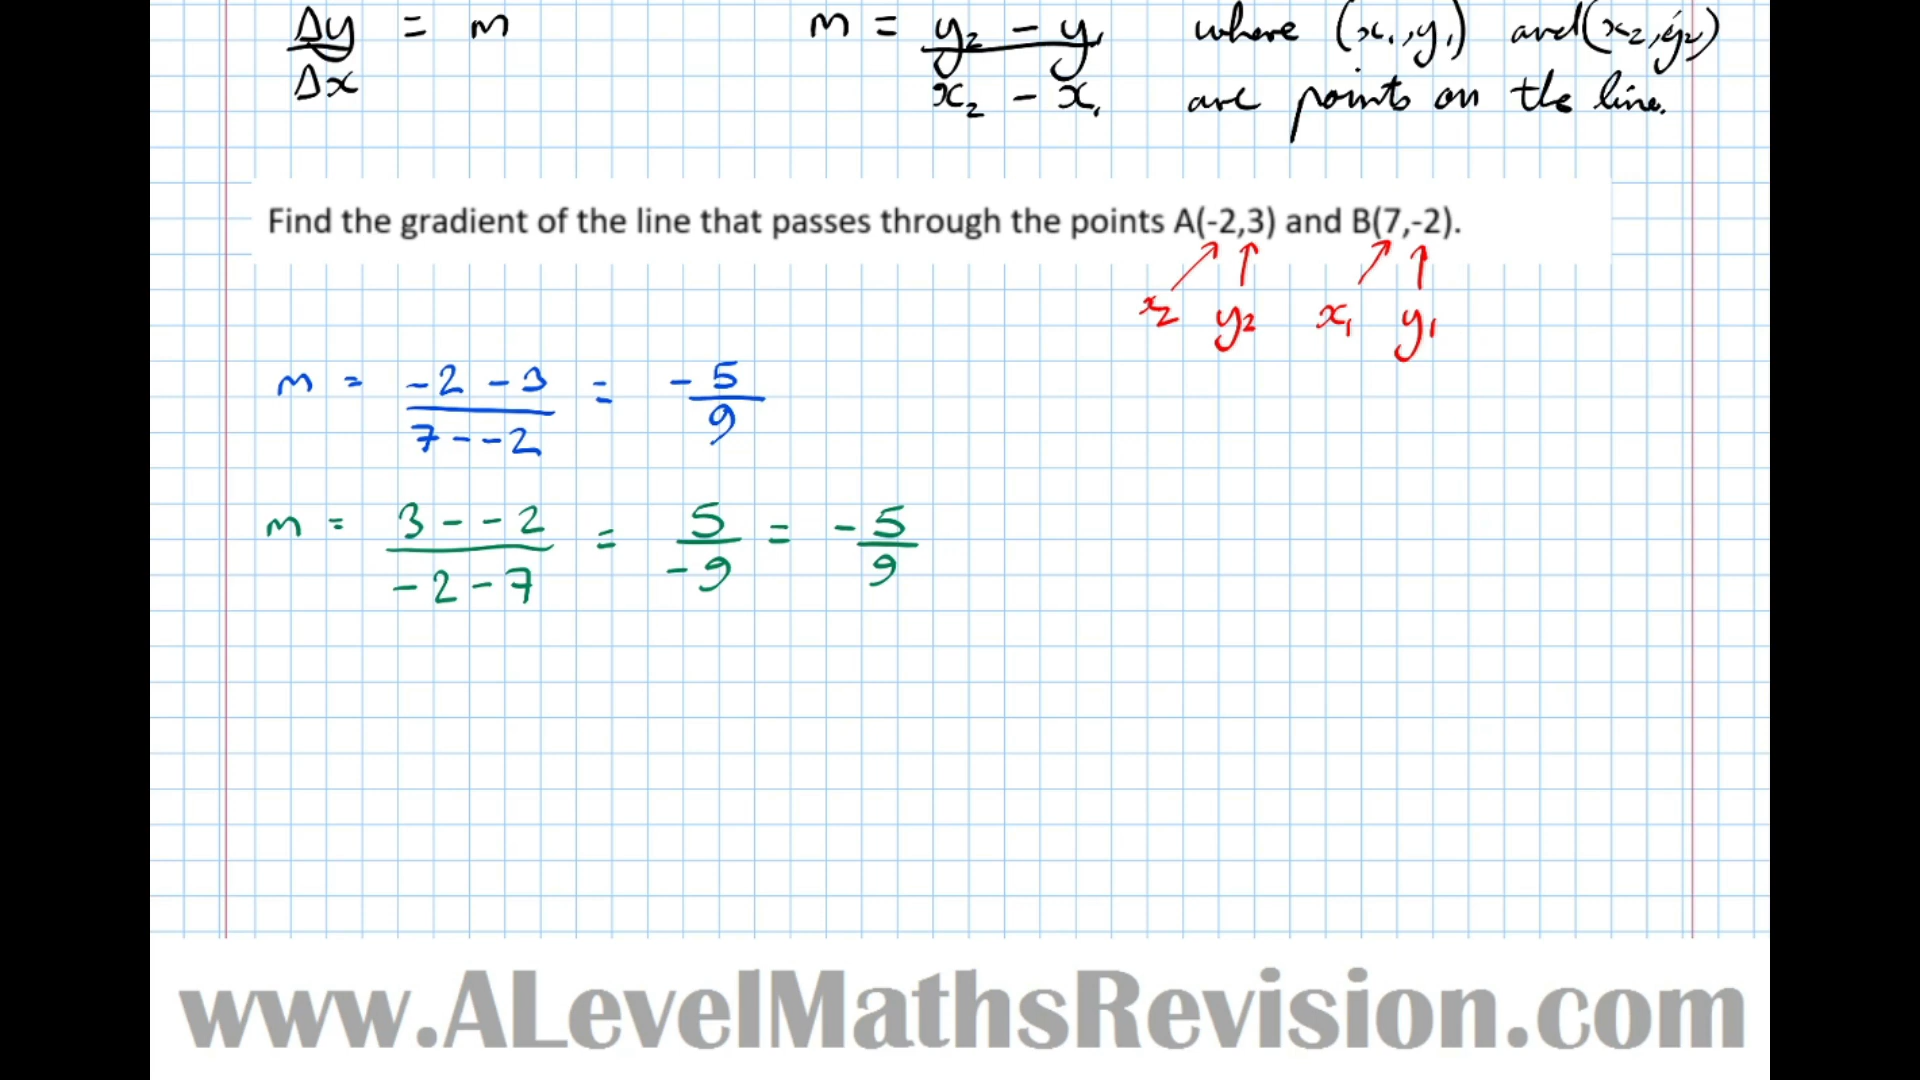 Δy/Δx = m    m = y₂ - y₁ / x₂ - x₁    where (x₁, y₁) and (x₂, y₂)
are points on the line.
Find the gradient of the line that passes through the points A(-2,3) and B(7,-2).
x₂ y₂ x₁ y₁
m = -2 - 3 / 7 - -2 = -5/9
m = 3 - -2 / -2 - 7 = 5/-9 = -5/9
www.ALevelMathsRevision.com